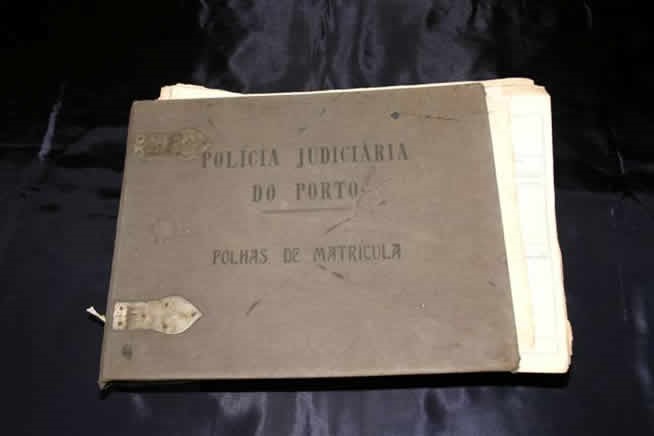 POLÍCIA JUDICIÁRIA
DO PORTO
FOLHAS DE MATRÍCULA